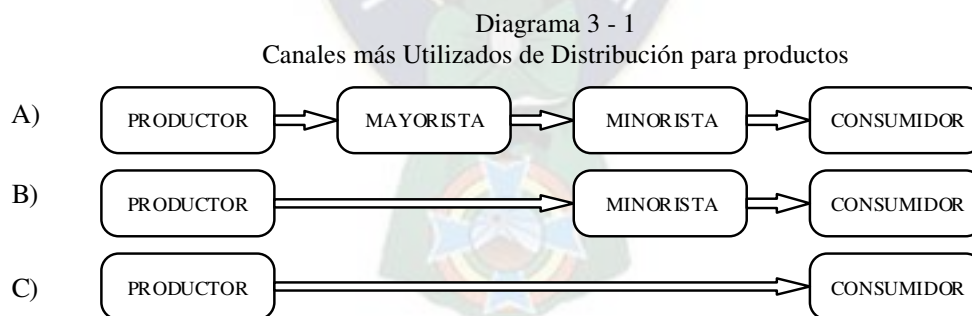 Diagrama 3 - 1
Canales más Utilizados de Distribución para productos
A) PRODUCTOR MAYORISTA MINORISTA CONSUMIDOR
B) PRODUCTOR MINORISTA CONSUMIDOR
C) PRODUCTOR CONSUMIDOR